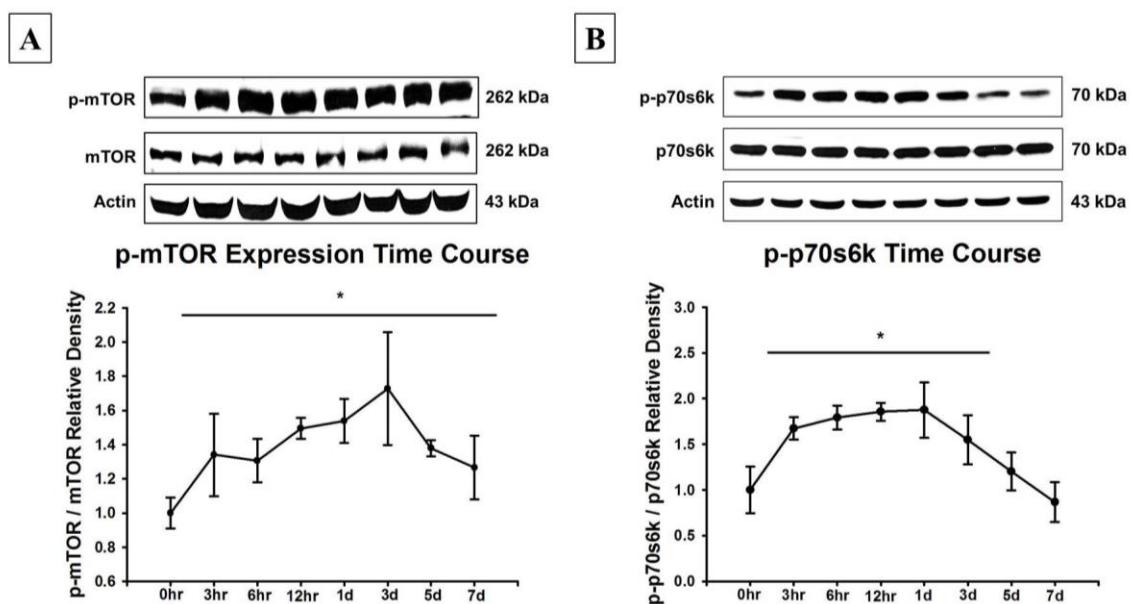 A
p-mTOR
262 kDa
mTOR
262 kDa
Actin
43 kDa
p-mTOR Expression Time Course
*
p-mTOR / mTOR Relative Density
2.2
2.0
1.8
1.6
1.4
1.2
1.0
0.8
0.6
0hr 3hr 6hr 12hr 1d 3d 5d 7d
B
p-p70s6k
70 kDa
p70s6k
70 kDa
Actin
43 kDa
p-p70s6k Time Course
*
p-p70s6k / p70s6k Relative Density
3.0
2.5
2.0
1.5
1.0
0.5
0.0
0hr 3hr 6hr 12hr 1d 3d 5d 7d